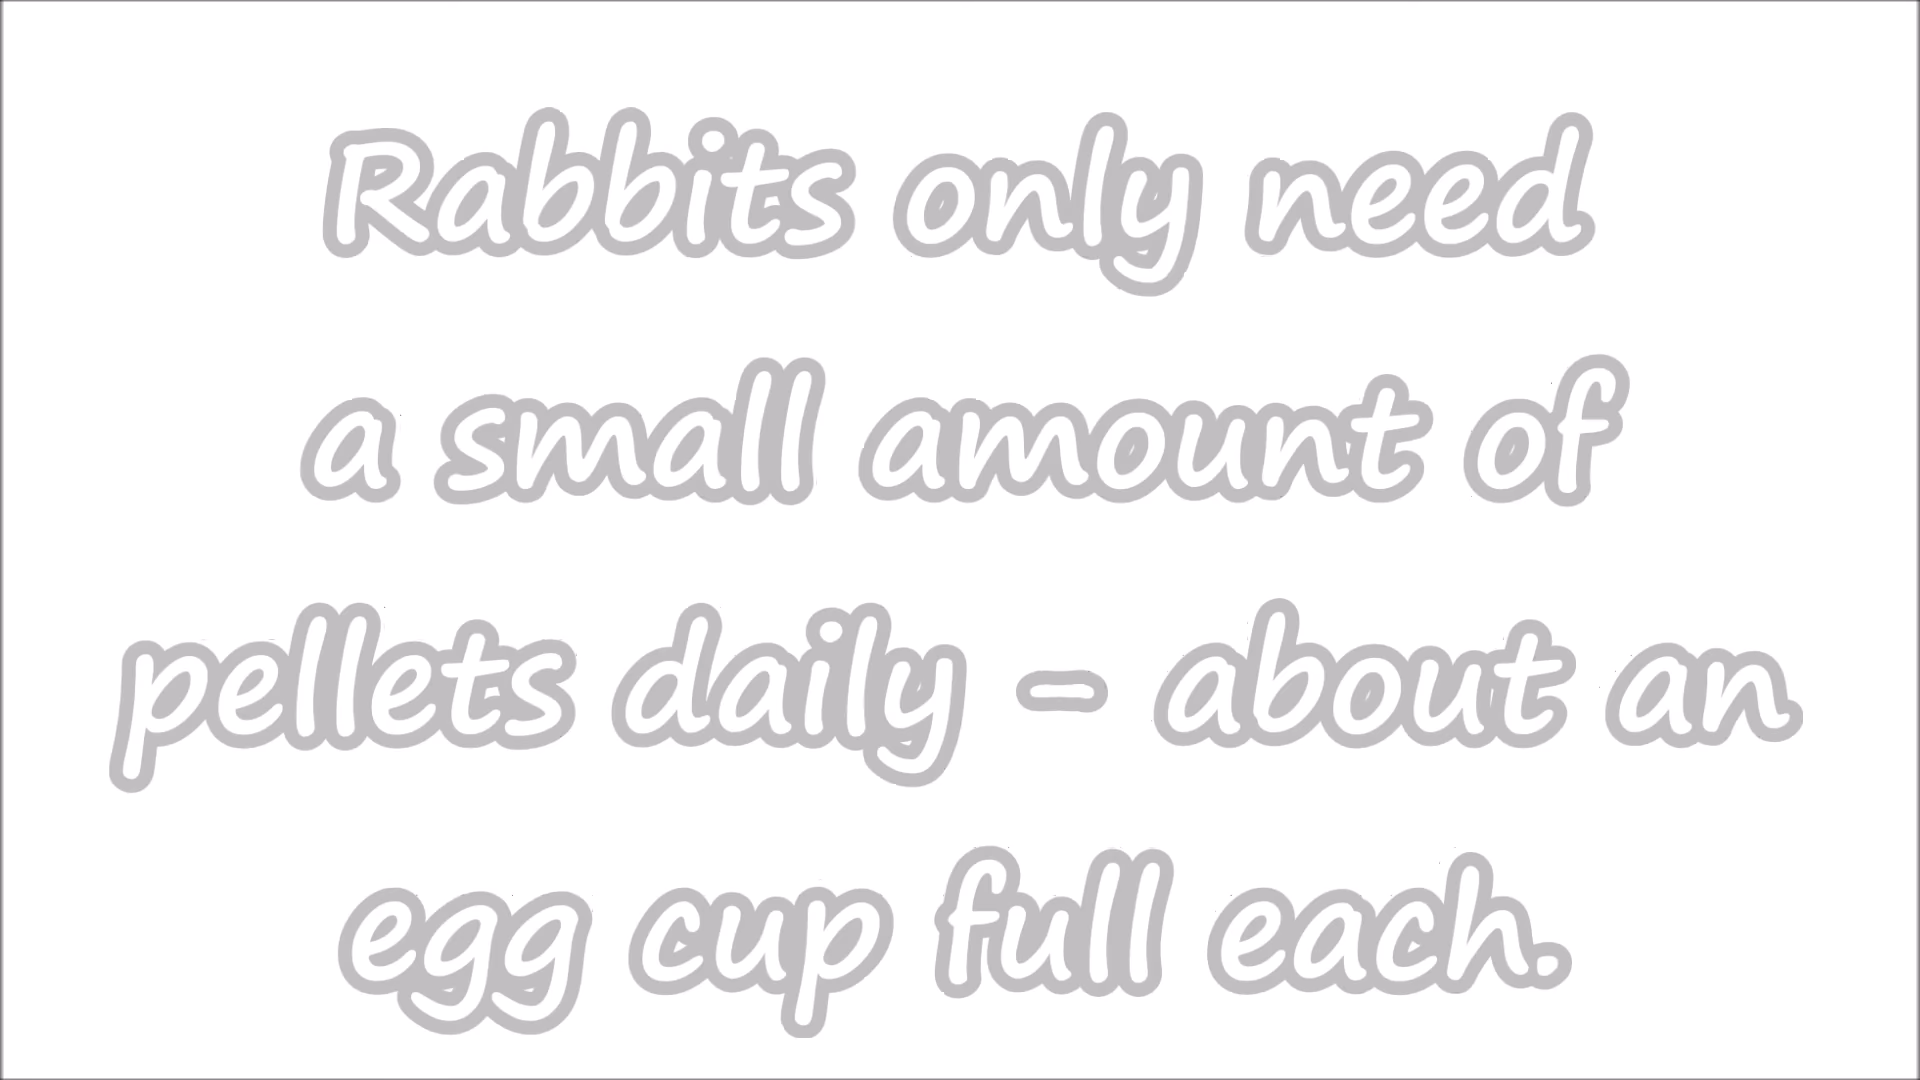 Rabbits only need
a small amount of
pellets daily - about an
egg cup full each.